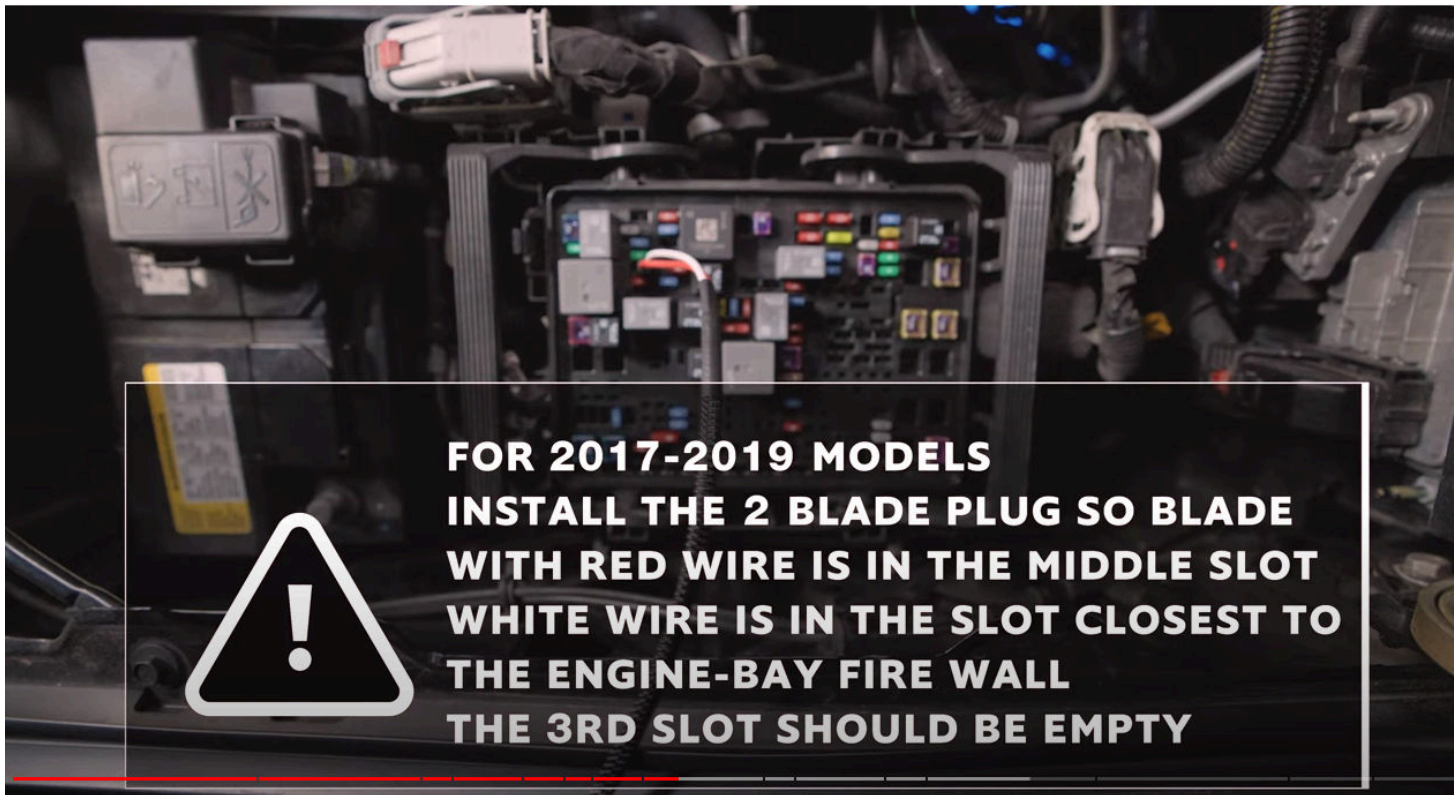 FOR 2017-2019 MODELS
INSTALL THE 2 BLADE PLUG SO BLADE
WITH RED WIRE IS IN THE MIDDLE SLOT
WHITE WIRE IS IN THE SLOT CLOSEST TO
THE ENGINE-BAY FIRE WALL
THE 3RD SLOT SHOULD BE EMPTY